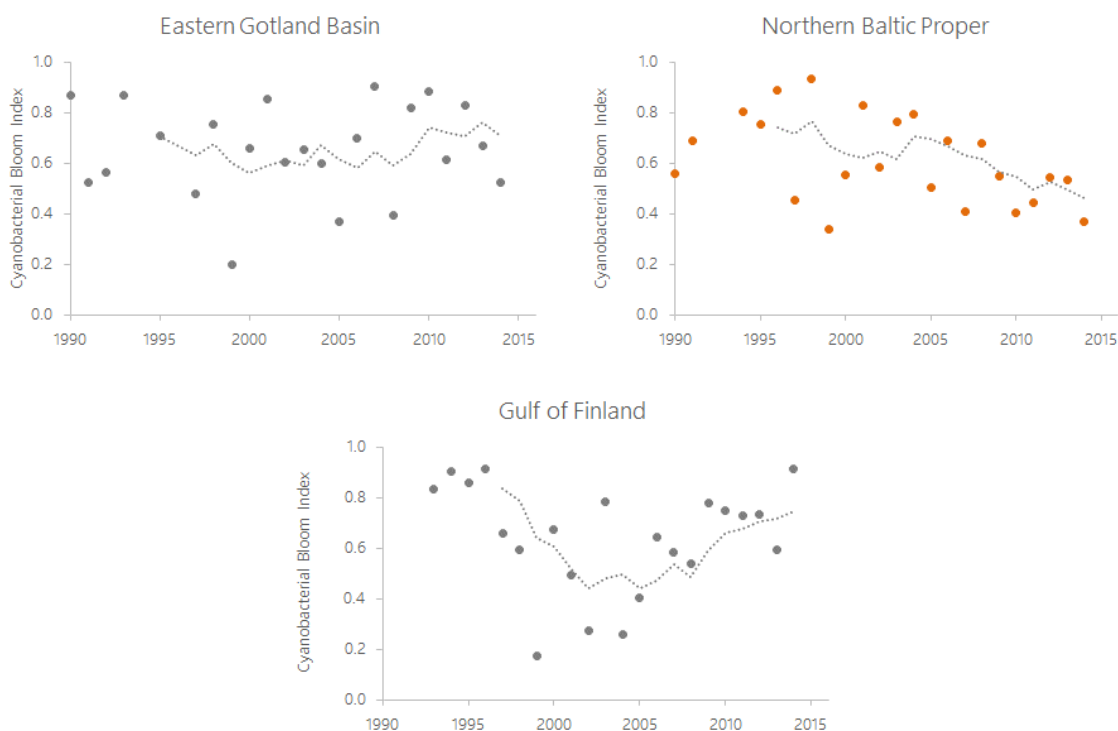 Eastern Gotland Basin
Cyanobacterial Bloom Index
1.0
0.8
0.6
0.4
0.2
0.0
1990 1995 2000 2005 2010 2015
Northern Baltic Proper
Cyanobacterial Bloom Index
1.0
0.8
0.6
0.4
0.2
0.0
1990 1995 2000 2005 2010 2015
Gulf of Finland
Cyanobacterial Bloom Index
1.0
0.8
0.6
0.4
0.2
0.0
1990 1995 2000 2005 2010 2015